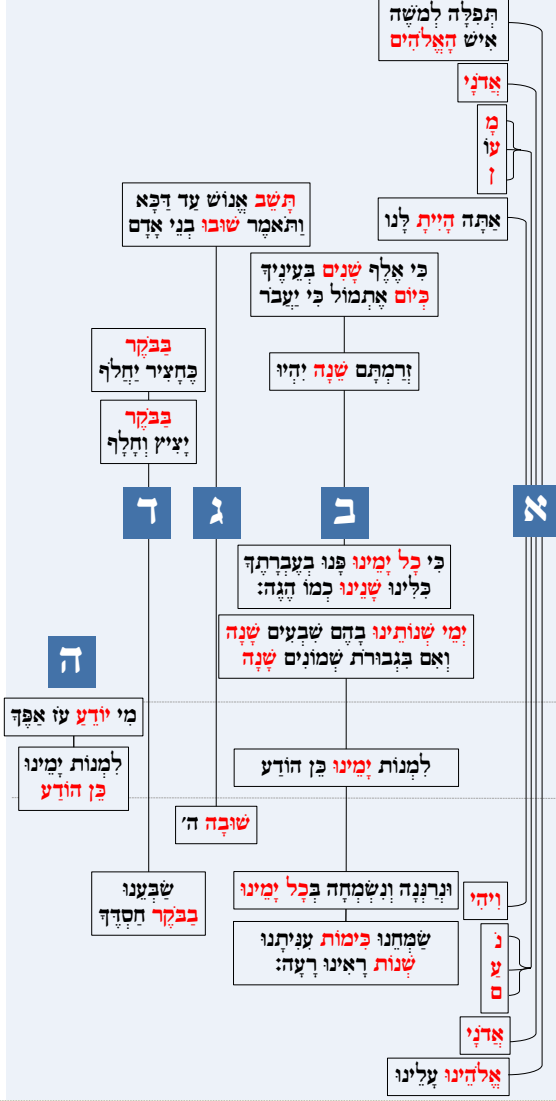 תְּפִלָּה לְמֹשֶׁה
אִישׁ הָאֱלֹהִים
אֲדֹנָי
מָ
עוֹ
ן
אַתָּה הָיִיתָ לָּנוּ
תָּשֵׁב אֱנוֹשׁ עַד דַּכָּא
וַתֹּאמֶר שׁוּבוּ בְנֵי אָדָם
כִּי אֶלֶף שָׁנִים בְּעֵינֶיךָ
כְּיוֹם אֶתְמוֹל כִּי יַעֲבֹר
בַּבֹּקֶר
כֶּחָצִיר יַחֲלֹף
זְרַמְתָּם שֵׁנָה יִהְיוּ
בַּבֹּקֶר
יָצִיץ וְחָלָף
א
ב
ג
ד
כִּי כָל יָמֵינוּ פָּנוּ בְעֶבְרָתֶךָ
כִּלִּינוּ שָׁנֵינוּ כְמוֹ הֶגֶה:
יְמֵי שְׁנוֹתֵינוּ בָהֶם שִׁבְעִים שָׁנָה
וְאִם בִּגְבוּרֹת שְׁמוֹנִים שָׁנָה
ה
מִי יוֹדֵעַ עֹז אַפֶּךָ
לִמְנוֹת יָמֵינוּ
כֵּן הוֹדַע
לִמְנוֹת יָמֵינוּ כֵּן הוֹדַע
שׁוּבָה ה'
שַׂבְּעֵנוּ
בַבֹּקֶר חַסְדֶּךָ
וּנְרַנְּנָה וְנִשְׂמְחָה בְּכָל יָמֵינוּ
וִיהִי
שַׂמְּחֵנוּ כִּימוֹת עִנִּיתָנוּ
שְׁנוֹת רָאִינוּ רָעָה:
נֹ
עַ
ם
אֲדֹנָי
אֱלֹהֵינוּ עָלֵינוּ